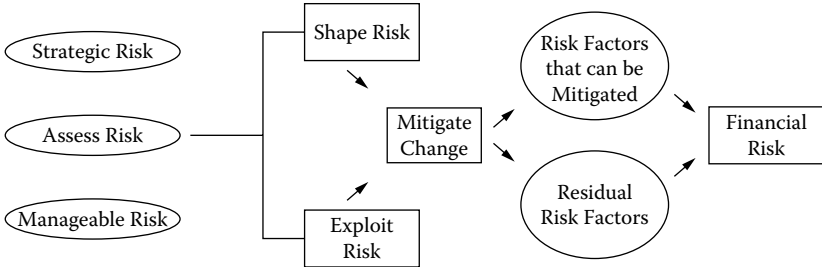 Strategic Risk
Assess Risk
Manageable Risk
Shape Risk
Exploit
Risk
Mitigate
Change
Risk Factors
that can be
Mitigated
Residual
Risk Factors
Financial
Risk